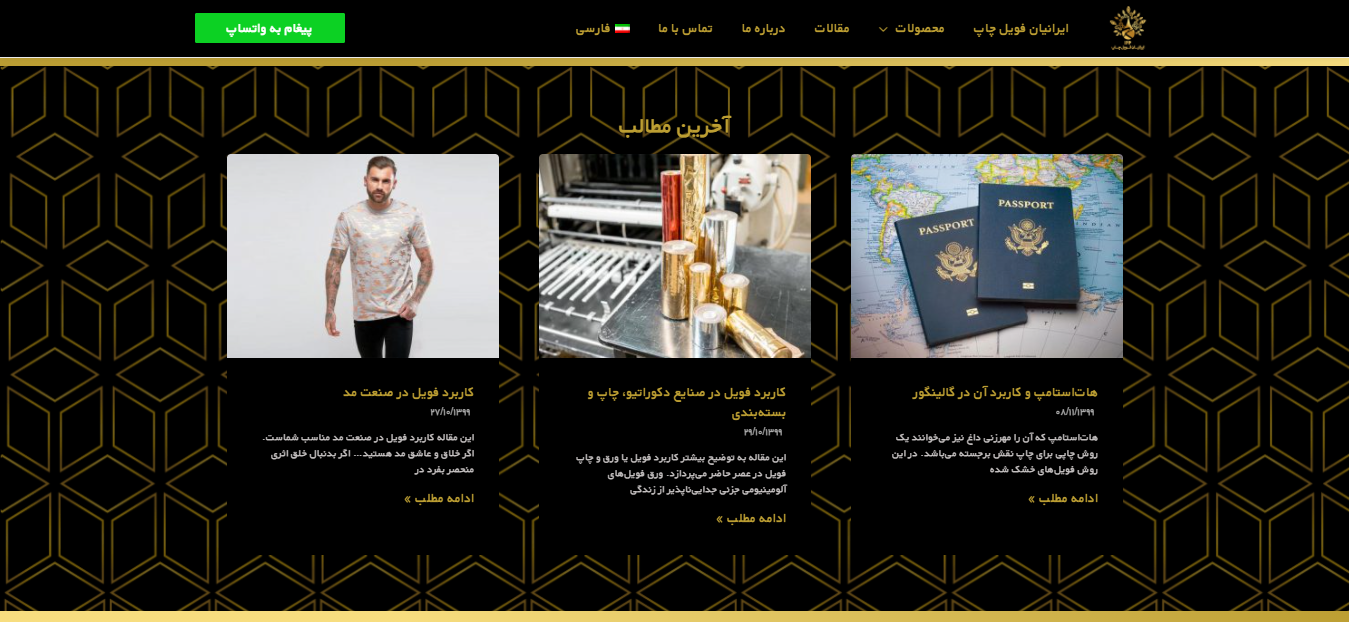 ایرانیان فویل چاپ
محصولات
مقالات
درباره ما
تماس با ما
فارسی
پیغام به واتساپ
آخرین مطالب
PASSPORT
PASSPORT
هات‌استامپ و کاربرد آن در گالینگور
۰۸/۱۱/۱۳۹۹
هات‌استامپ که آن را مهرزنی داغ نیز می‌خوانند یک
روش چاپی برای چاپ نقش برجسته می‌باشد. در این
روش فویل‌های خشک شده
ادامه مطلب »
کاربرد فویل در صنایع دکوراتیو، چاپ و
بسته‌بندی
۲۹/۱۰/۱۳۹۹
این مقاله به توضیح بیشتر کاربرد فویل یا ورق و چاپ
فویل در عصر حاضر می‌پردازد. ورق فویل‌های
آلومینیومی جزئی جدایی‌ناپذیر از زندگی
ادامه مطلب »
کاربرد فویل در صنعت مد
۲۷/۱۰/۱۳۹۹
این مقاله کاربرد فویل در صنعت مد مناسب شماست.
اگر خلاق و عاشق مد هستید… اگر بدنبال خلق اثری
منحصر بفرد در
ادامه مطلب »